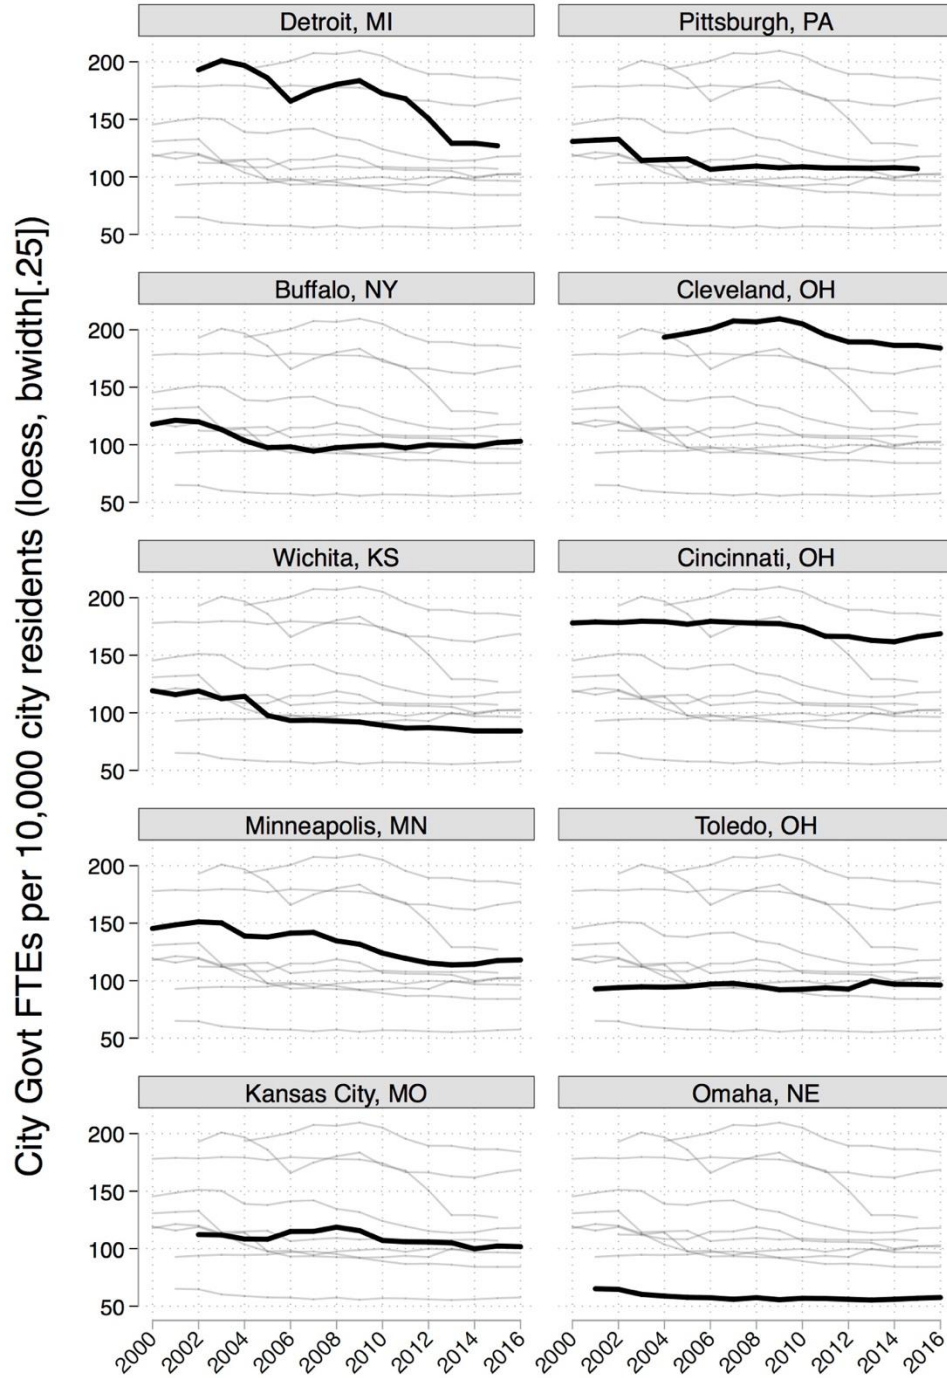 City Govt FTEs per 10,000 city residents (loess, bwidth[.25])
Detroit, MI
Pittsburgh, PA
200
150
100
50
Buffalo, NY
Cleveland, OH
200
150
100
50
Wichita, KS
Cincinnati, OH
200
150
100
50
Minneapolis, MN
Toledo, OH
200
150
100
50
Kansas City, MO
Omaha, NE
200
150
100
50
2000 2002 2004 2006 2008 2010 2012 2014 2016
2000 2002 2004 2006 2008 2010 2012 2014 2016